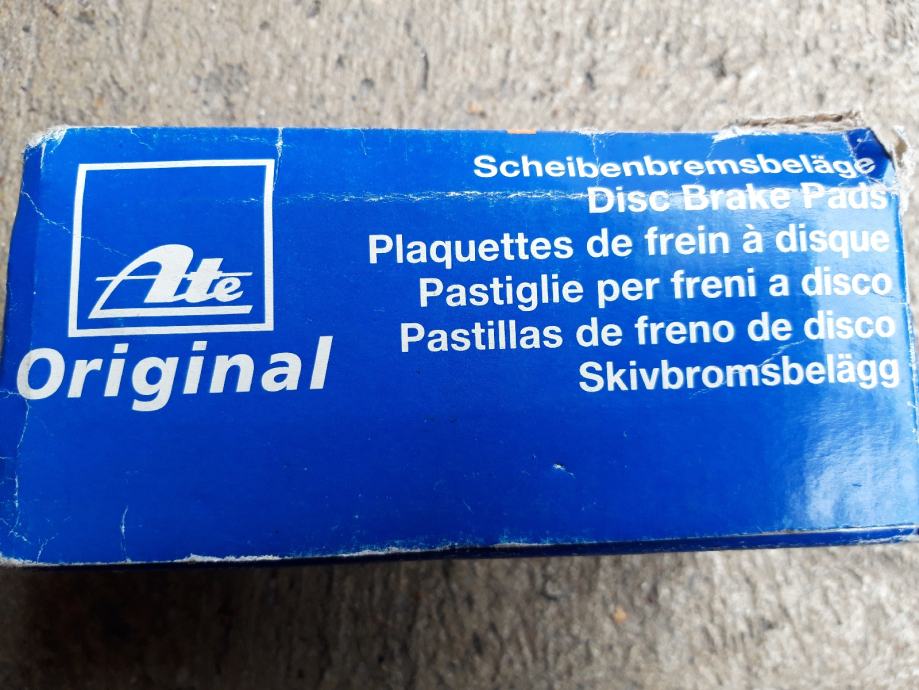 Ate
Original
Scheibenbremsbeläge
Disc Brake Pads
Plaquettes de frein à disque
Pastiglie per freni a disco
Pastillas de freno de disco
Skivbromsbelägg